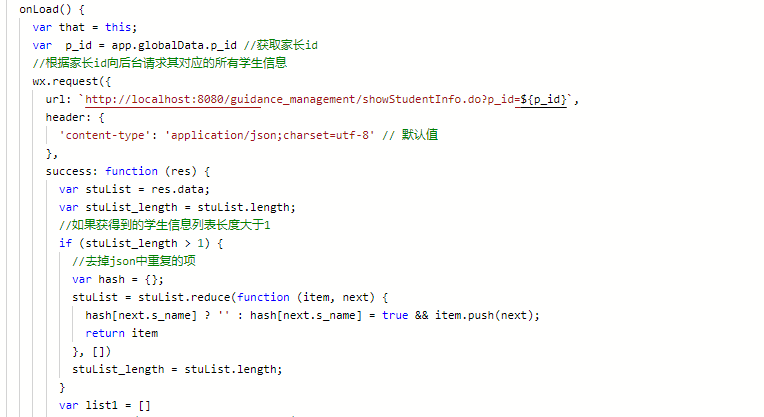 onLoad() {
var that = this;
var  p_id = app.globalData.p_id //获取家长id
//根据家长id向后台请求其对应的所有学生信息
wx.request({
url: `http://localhost:8080/guidance_management/showStudentInfo.do?p_id=${p_id}`,
header: {
'content-type': 'application/json;charset=utf-8' // 默认值
},
success: function (res) {
var stuList = res.data;
var stuList_length = stuList.length;
//如果获得到的学生信息列表长度大于1
if (stuList_length > 1) {
//去掉json中重复的项
var hash = {};
stuList = stuList.reduce(function (item, next) {
hash[next.s_name] ? '' : hash[next.s_name] = true && item.push(next);
return item
}, [])
stuList_length = stuList.length;
}
var list1 = []